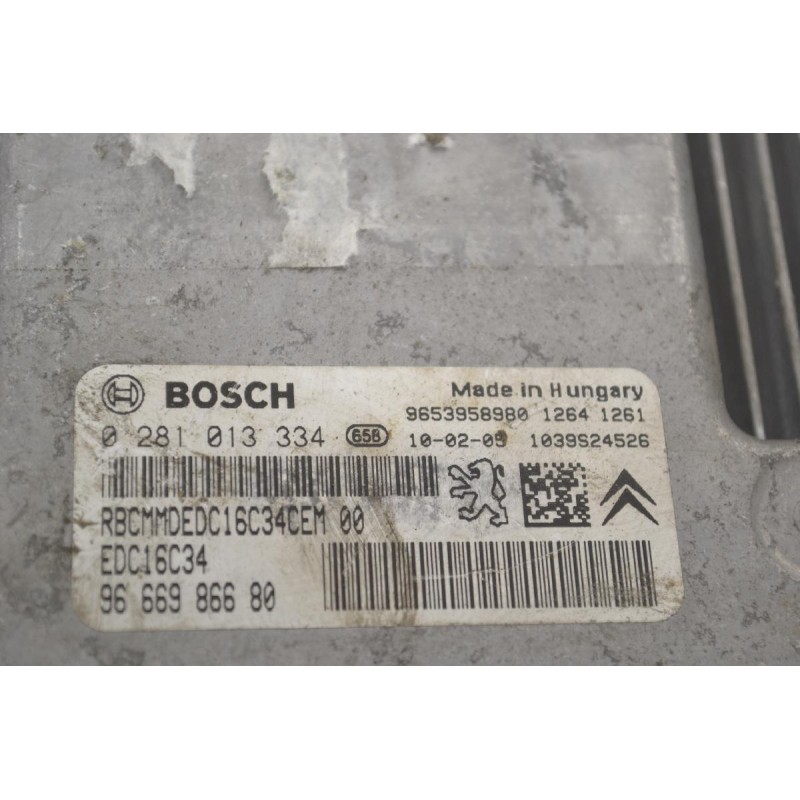 BOSCH
Made in Hungary
9653958980 1264 1261
0 281 013 334 658
10-02-09 1039S24526
RBCMMDEDC16C34CEM 00
EDC16C34
96 669 866 80